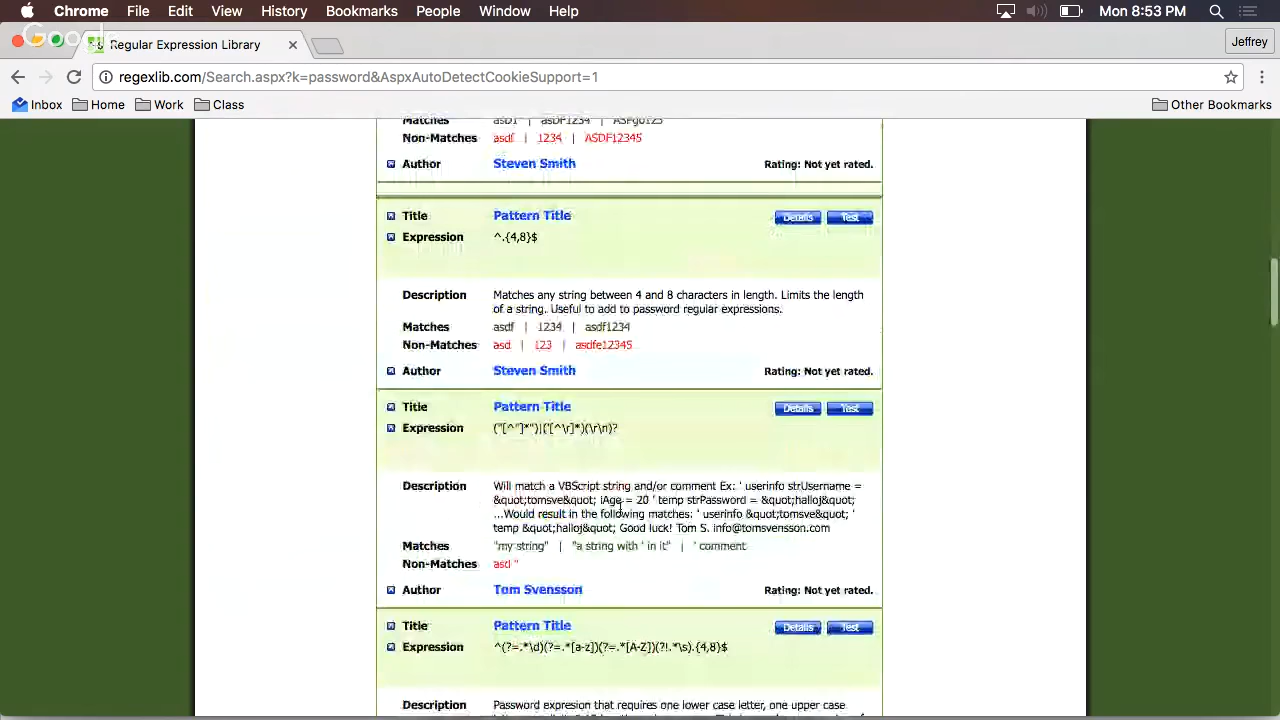 Chrome File Edit View History Bookmarks People Window Help Mon 8:53 PM
Google
Regular Expression Library
Jeffrey
regexlib.com/Search.aspx?k=password&AspxAutoDetectCookieSupport=1
Inbox Home Work Class Other Bookmarks
Matches asDf | asDF1234 | ASPg0123
Non-Matches asdf | 1234 | ASDF12345
Author Steven Smith Rating: Not yet rated.
Title Pattern Title Details Test
Expression ^.{4,8}$
Description Matches any string between 4 and 8 characters in length. Limits the length
of a string. Useful to add to password regular expressions.
Matches asdf | 1234 | asdf1234
Non-Matches asd | 123 | asdfe12345
Author Steven Smith Rating: Not yet rated.
Title Pattern Title Details Test
Expression ("[^"]*")|('[^\r]*)(\r\n)?
Description Will match a VBScript string and/or comment Ex: ' userinfo strUsername =
&quot;tomsve&quot; iAge = 20 ' temp strPassword = &quot;halloj&quot;
...Would result in the following matches: ' userinfo &quot;tomsve&quot; '
temp &quot;halloj&quot; Good luck! Tom S. info@tomsvensson.com
Matches "my string" | "a string with ' in it" | ' comment
Non-Matches asd "
Author Tom Svensson Rating: Not yet rated.
Title Pattern Title Details Test
Expression ^(?=.*\d)(?=.*[a-z])(?=.*[A-Z])(?!.*\s).{4,8}$
Description Password expresion that requires one lower case letter, one upper case